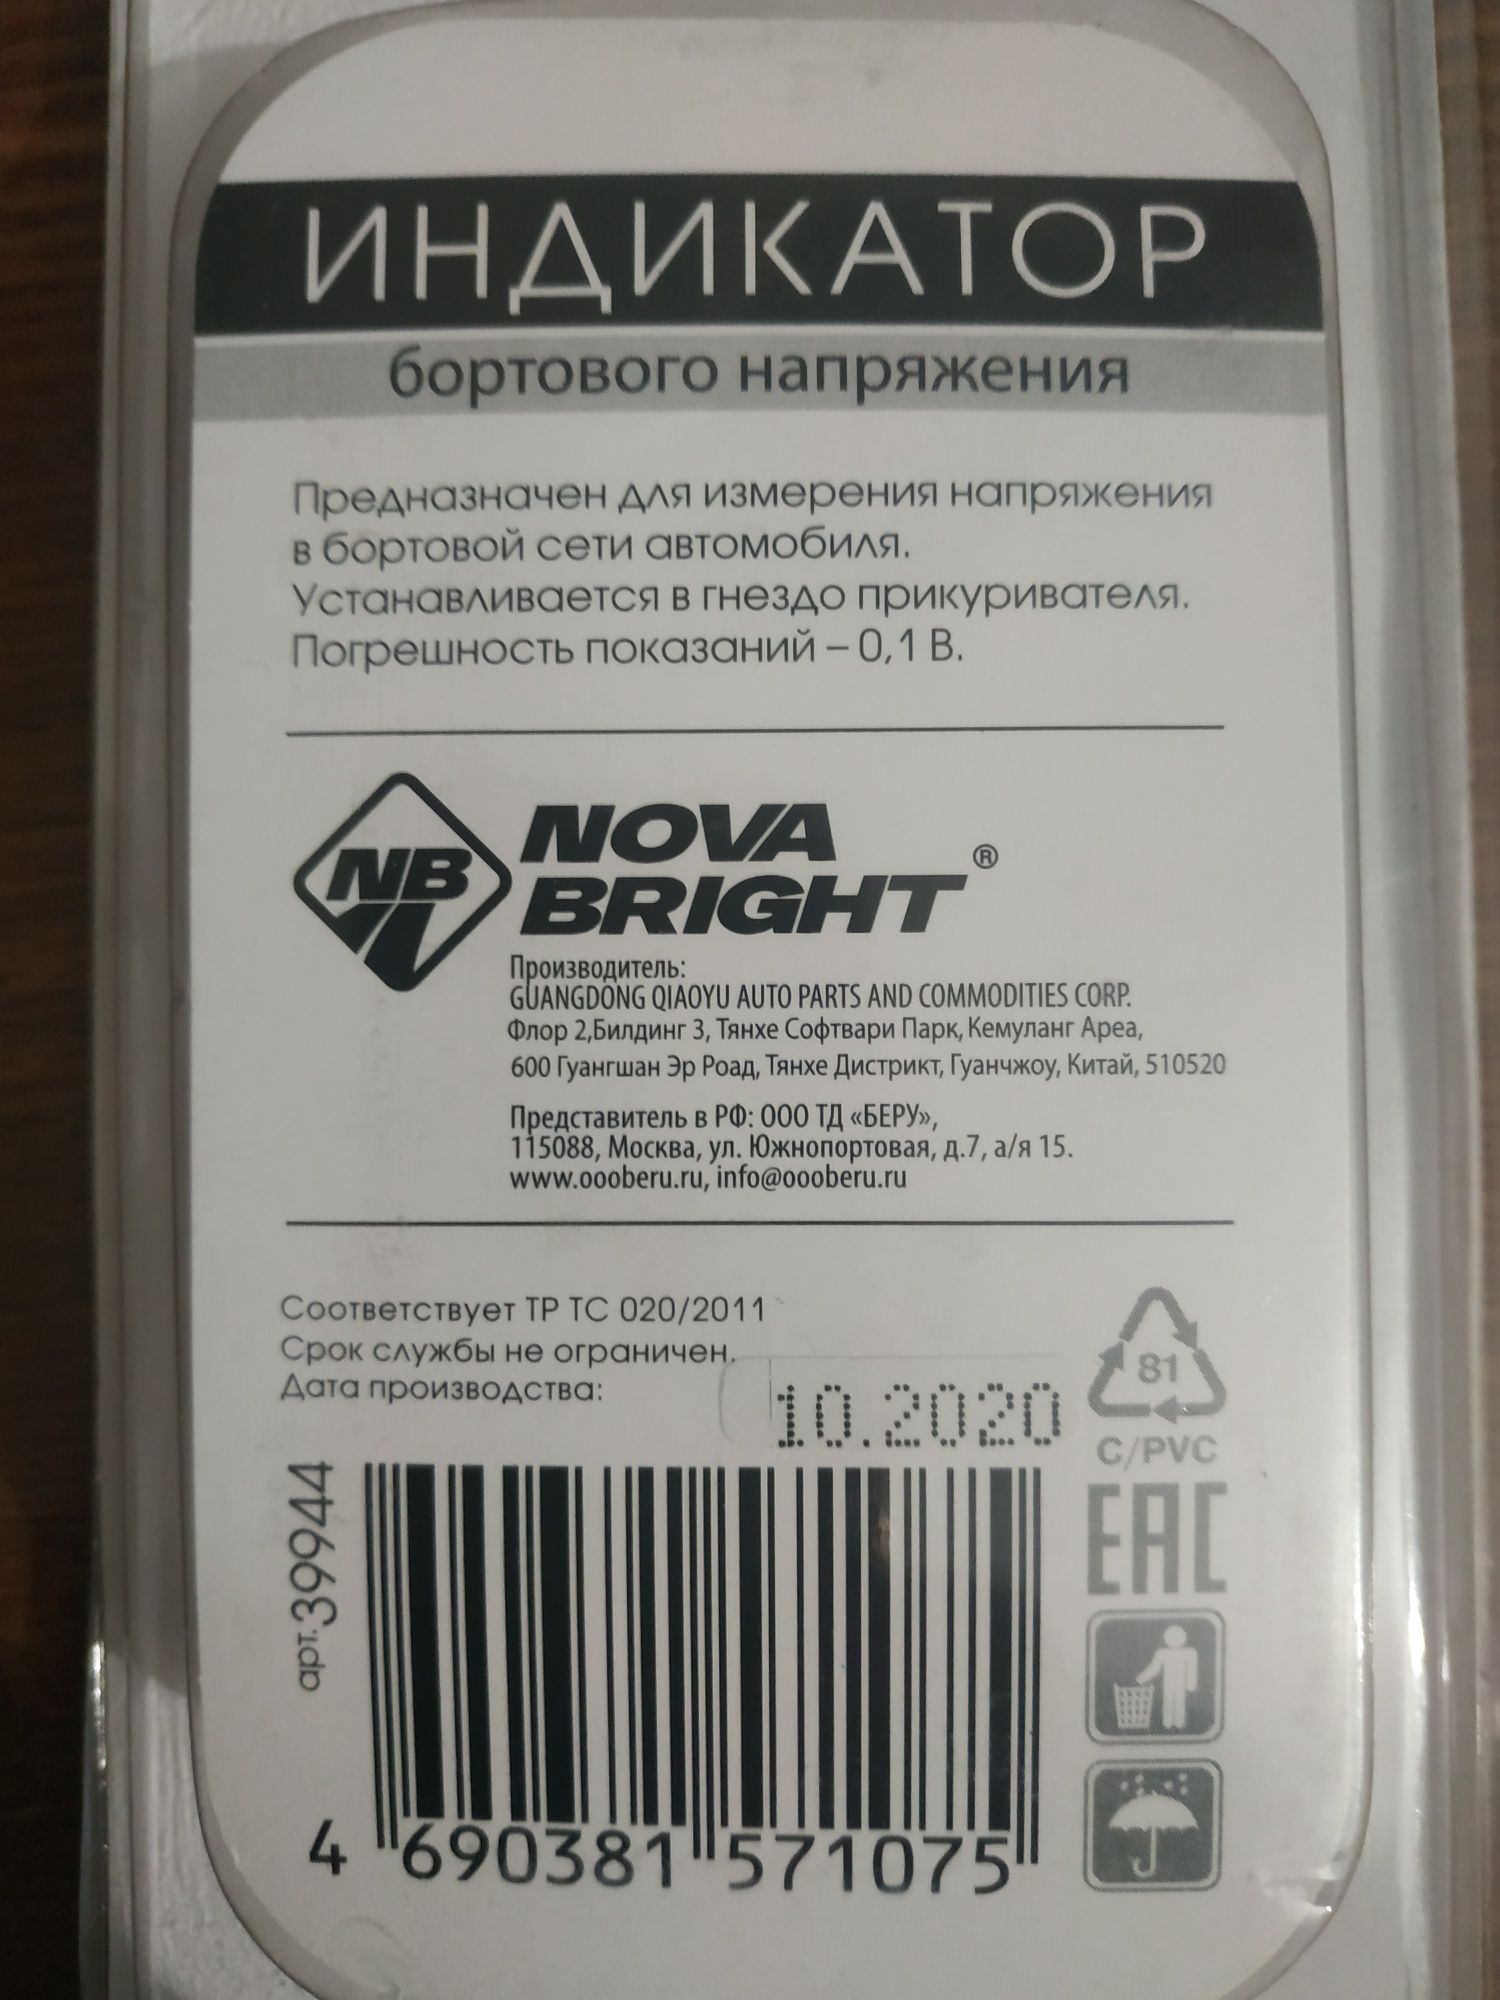 ИНДИКАТОР
бортового напряжения
Предназначен для измерения напряжения
в бортовой сети автомобиля.
Устанавливается в гнездо прикуривателя.
Погрешность показаний – 0,1 В.
NB
NOVA
BRIGHT ®
Производитель:
GUANGDONG QIAOYU AUTO PARTS AND COMMODITIES CORP.
Флор 2,Билдинг 3, Тянхе Софтвари Парк, Кемуланг Ареа,
600 Гуангшан Эр Роад, Тянхе Дистрикт, Гуанчжоу, Китай, 510520
Представитель в РФ: ООО ТД «БЕРУ»,
115088, Москва, ул. Южнопортовая, д.7, а/я 15.
www.oooberu.ru, info@oooberu.ru
Соответствует ТР ТС 020/2011
Срок службы не ограничен.
Дата производства: 10.2020
81
C/PVC
EAC
арт.39944
4 690381 571075